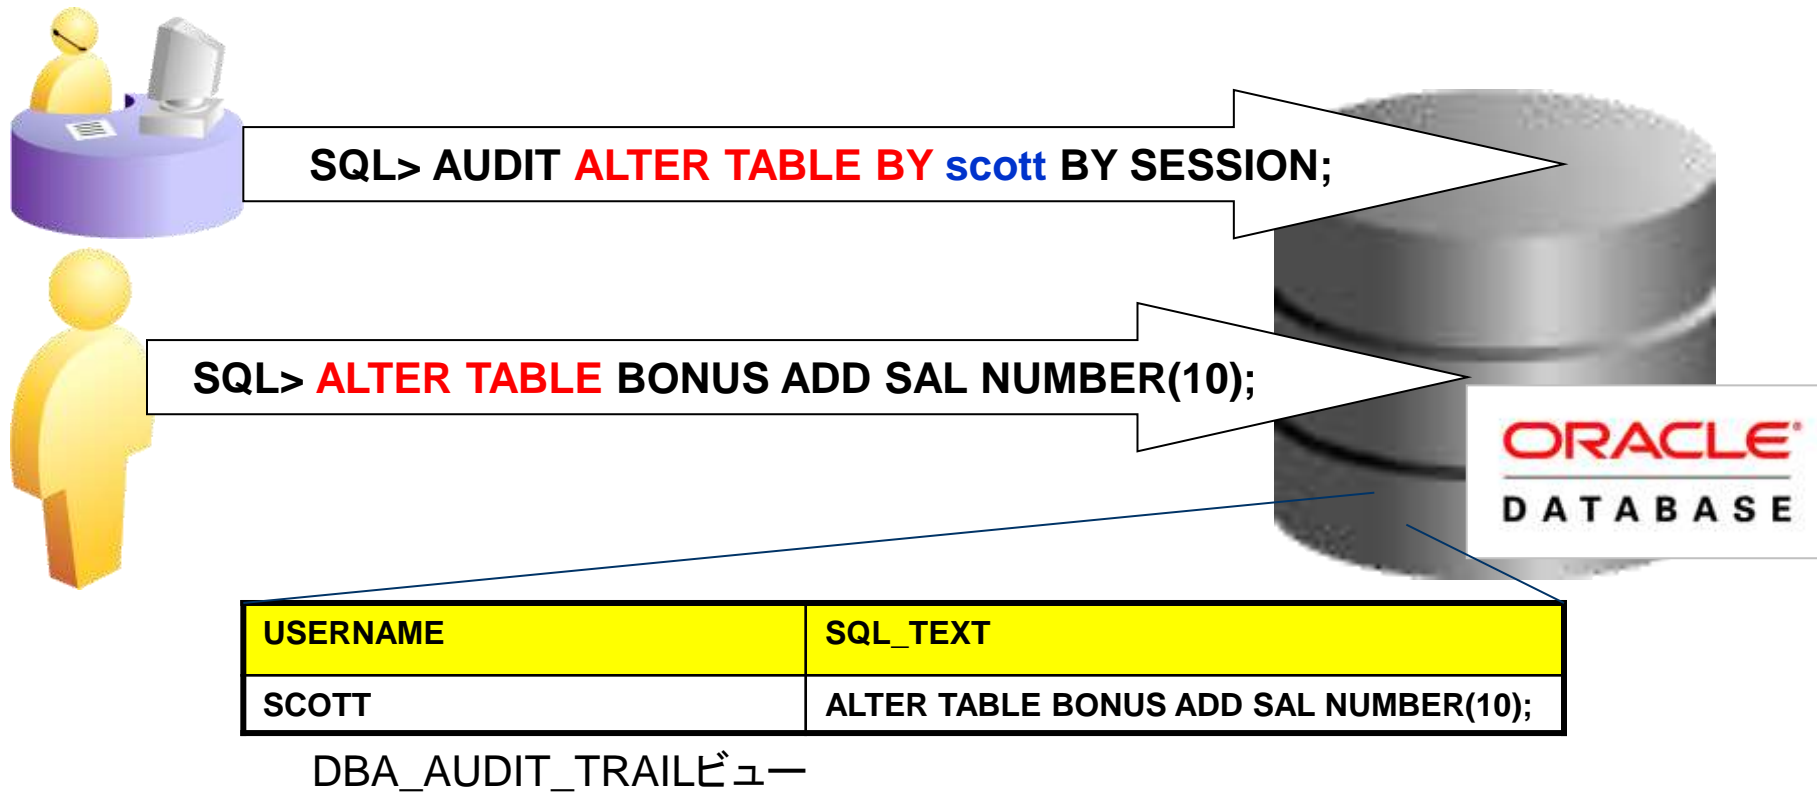 SQL> AUDIT ALTER TABLE BY scott BY SESSION;
SQL> ALTER TABLE BONUS ADD SAL NUMBER(10);
ORACLE®
DATABASE
USERNAME SQL_TEXT
SCOTT ALTER TABLE BONUS ADD SAL NUMBER(10);
DBA_AUDIT_TRAILビュー